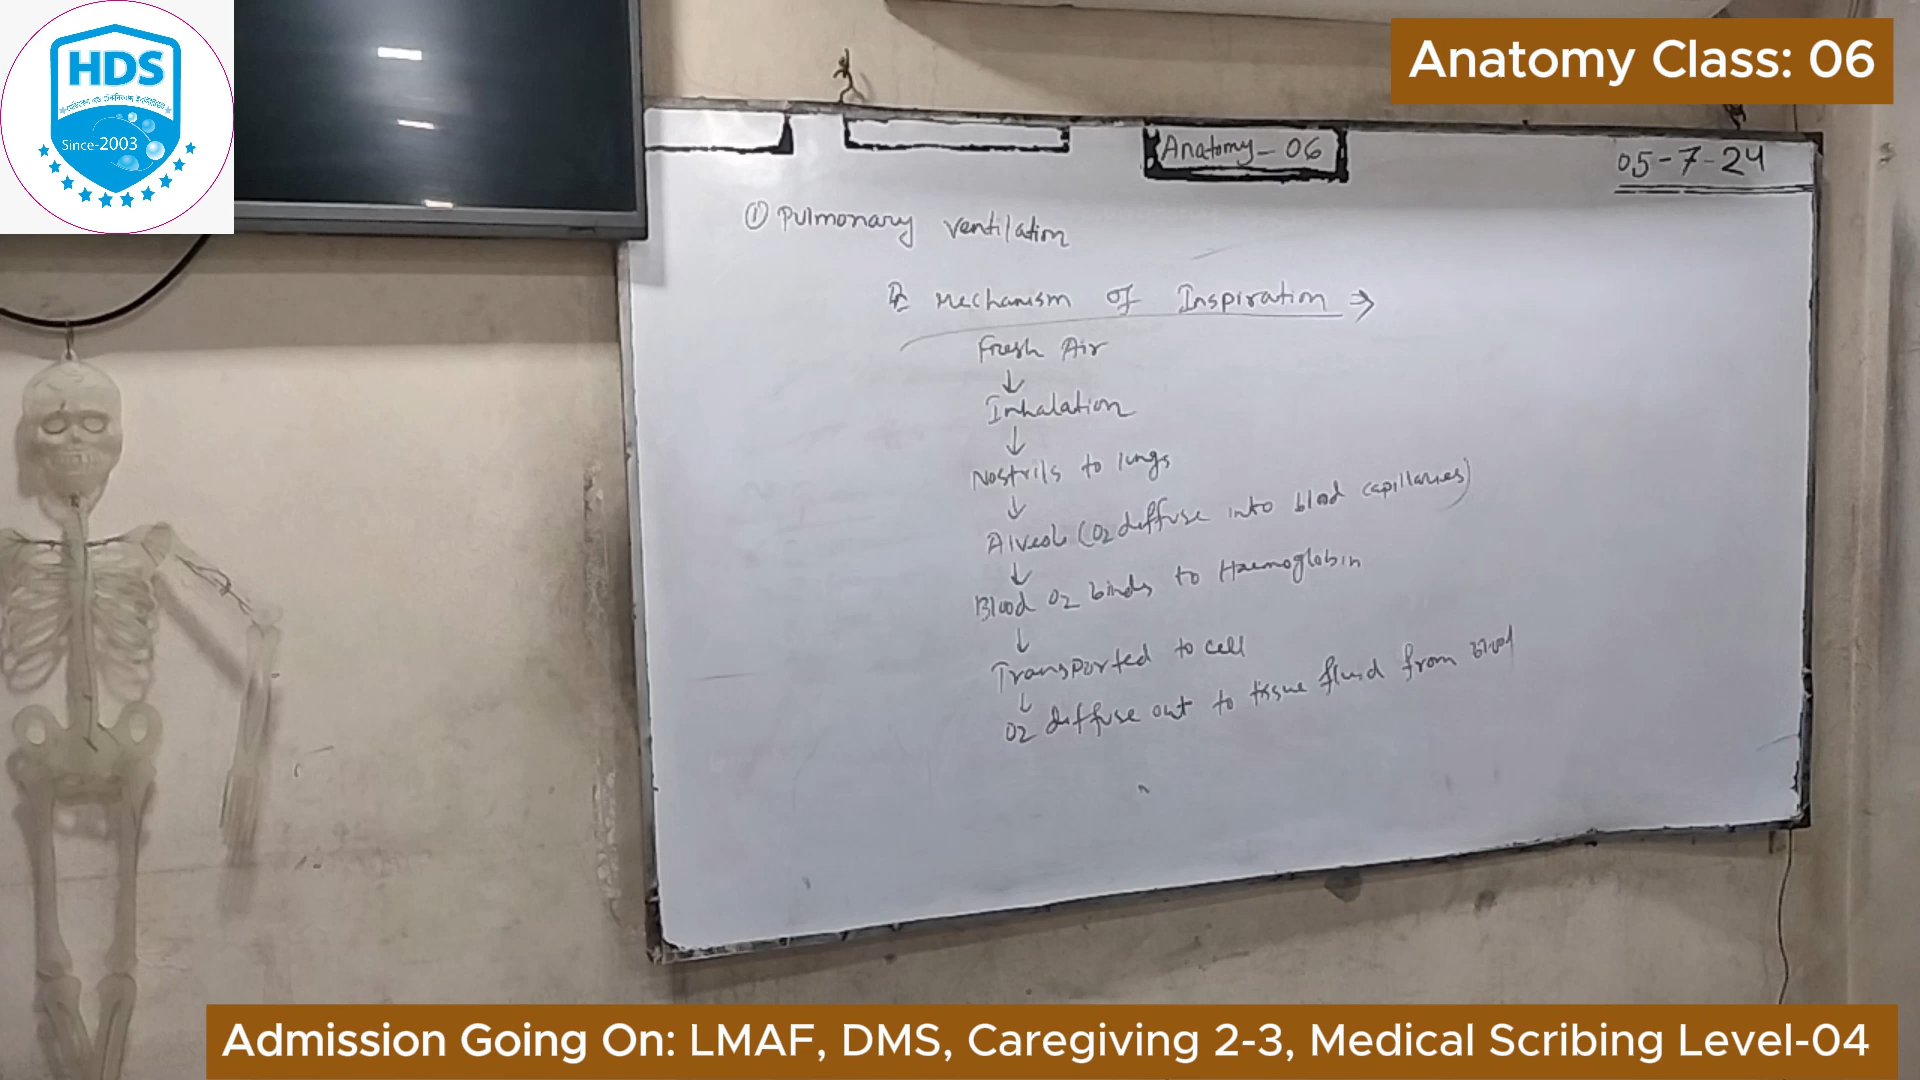 HDS
Since-2003
Anatomy Class: 06
Anatomy - 06
05-7-24
① Pulmonary ventilation
Mechanism of Inspiration ⇒
Fresh Air
↓
Inhalation
↓
Nostrils to lungs
↓
Alveoli (O2 diffuse into blood capillaries)
↓
Blood O2 binds to Haemoglobin
↓
Transported to cell
↓
O2 diffuse out to tissue fluid from blood
Admission Going On: LMAF, DMS, Caregiving 2-3, Medical Scribing Level-04